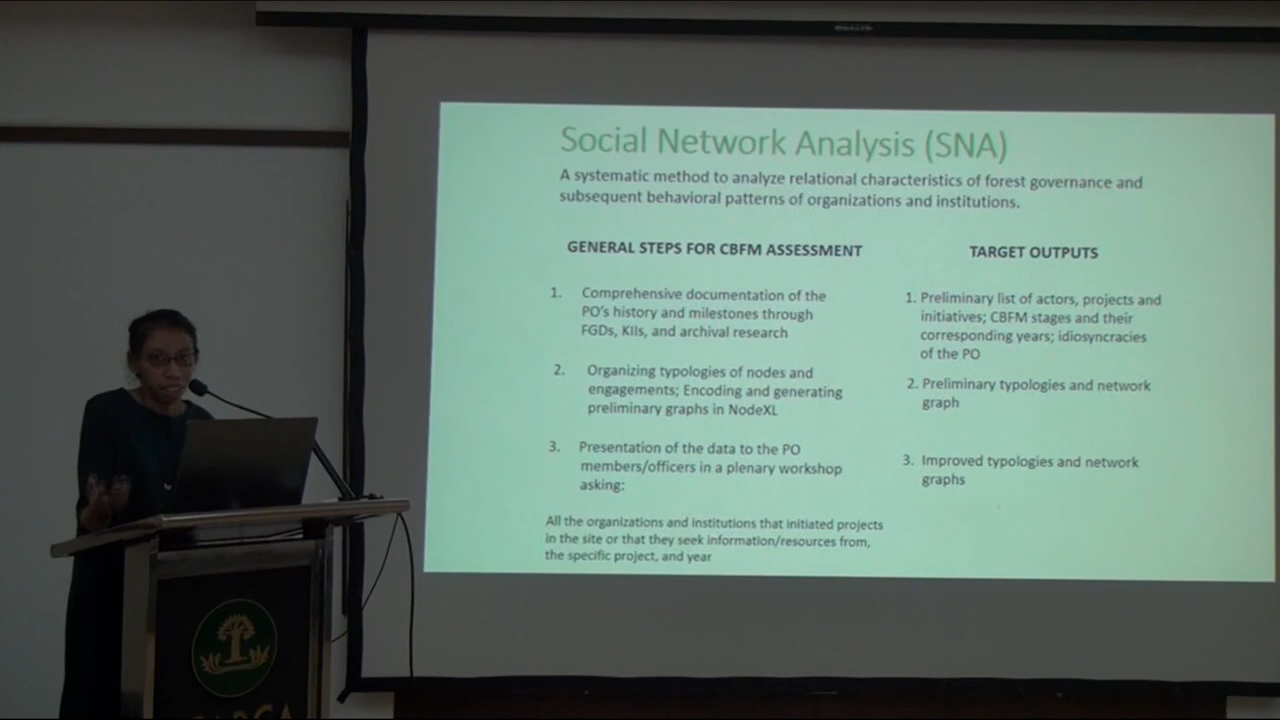 Social Network Analysis (SNA)
A systematic method to analyze relational characteristics of forest governance and
subsequent behavioral patterns of organizations and institutions.
GENERAL STEPS FOR CBFM ASSESSMENT
1. Comprehensive documentation of the
PO's history and milestones through
FGDs, KIIs, and archival research
2. Organizing typologies of nodes and
engagements; Encoding and generating
preliminary graphs in NodeXL
3. Presentation of the data to the PO
members/officers in a plenary workshop
asking:
All the organizations and institutions that initiated projects
in the site or that they seek information/resources from,
the specific project, and year
TARGET OUTPUTS
1. Preliminary list of actors, projects and
initiatives; CBFM stages and their
corresponding years; idiosyncracies
of the PO
2. Preliminary typologies and network
graph
3. Improved typologies and network
graphs